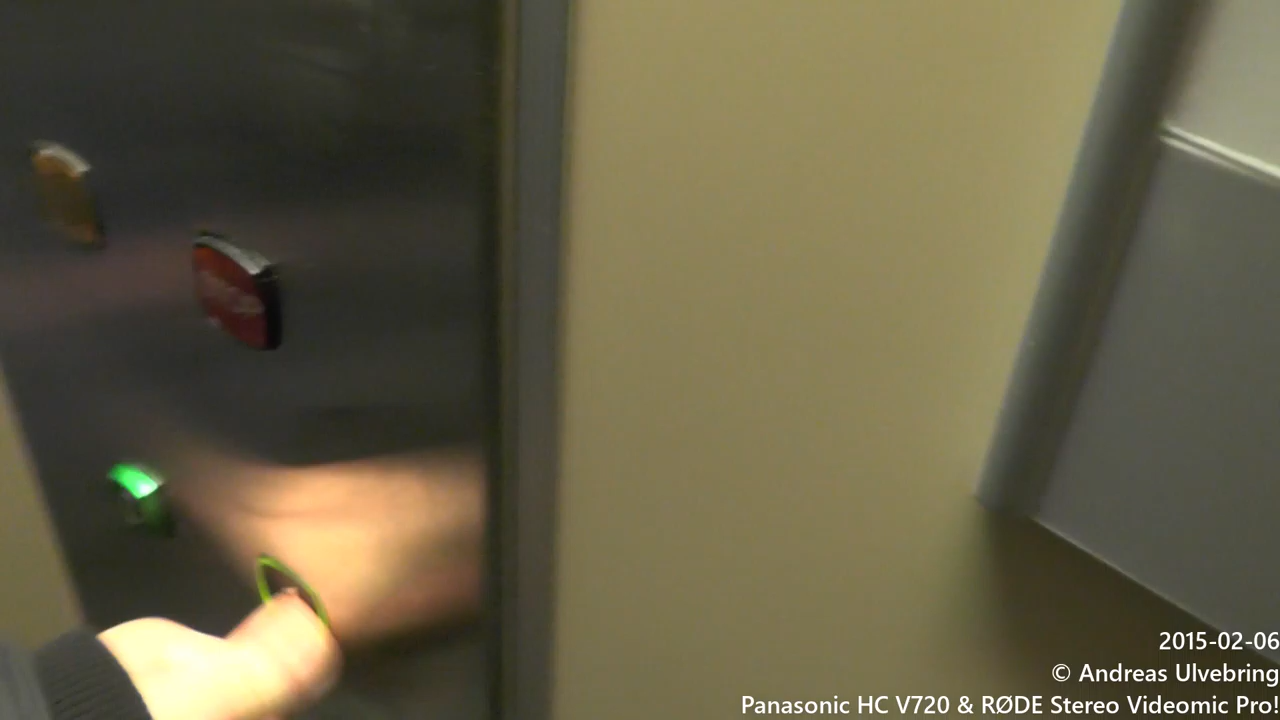 2015-02-06
© Andreas Ulvebring
Panasonic HC V720 & RØDE Stereo Videomic Pro!